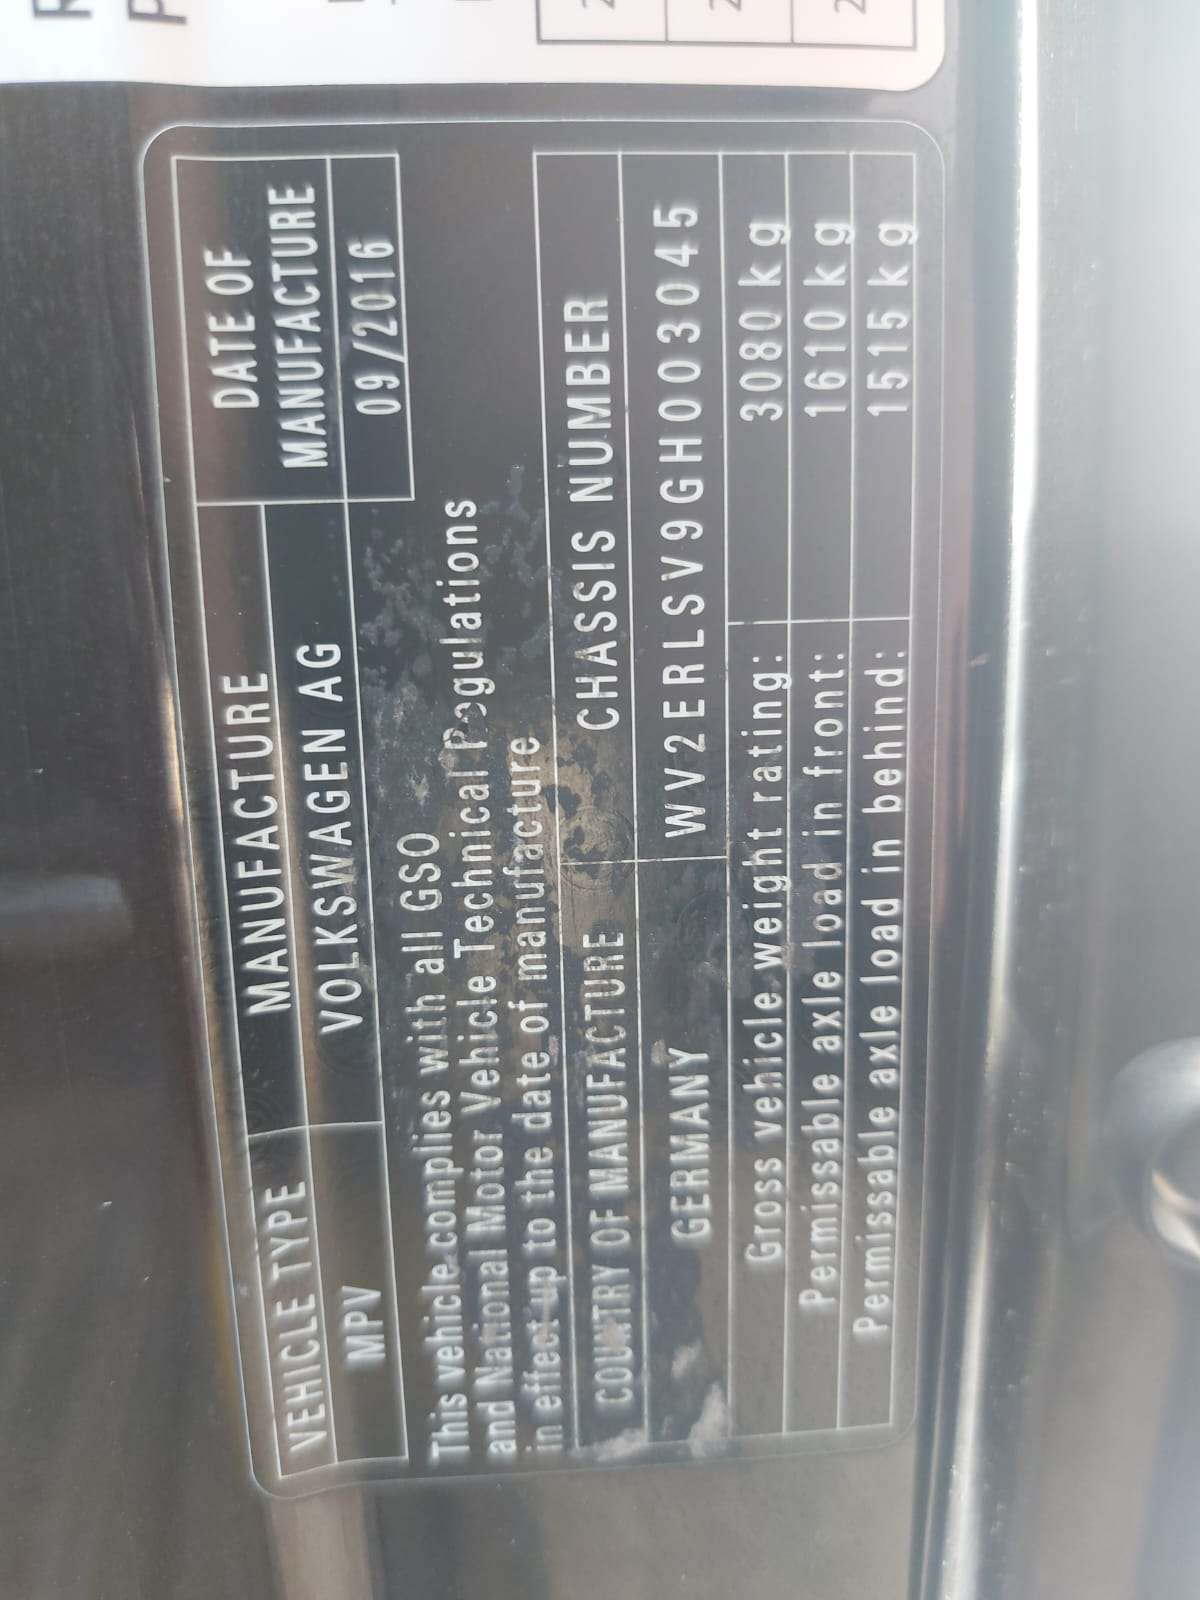 VEHICLE TYPE MANUFACTURE DATE OF
MANUFACTURE
MPV VOLKSWAGEN AG 09/2016
This vehicle complies with all GSO
and National Motor Vehicle Technical Regulations
in effect up to the date of manufacture
COUNTRY OF MANUFACTURE CHASSIS NUMBER
GERMANY WV2ERLSV9GH003045
Gross vehicle weight rating: 3080 kg
Permissable axle load in front: 1610 kg
Permissable axle load in behind: 1515 kg